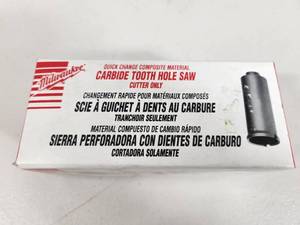 Milwaukee
QUICK CHANGE COMPOSITE MATERIAL
CARBIDE TOOTH HOLE SAW
CUTTER ONLY
CHANGEMENT RAPIDE POUR MATÉRIAUX COMPOSÉS
SCIE À GUICHET À DENTS AU CARBURE
TRANCHOIR SEULEMENT
MATERIAL COMPUESTO DE CAMBIO RÁPIDO
SIERRA PERFORADORA CON DIENTES DE CARBURO
CORTADORA SOLAMENTE